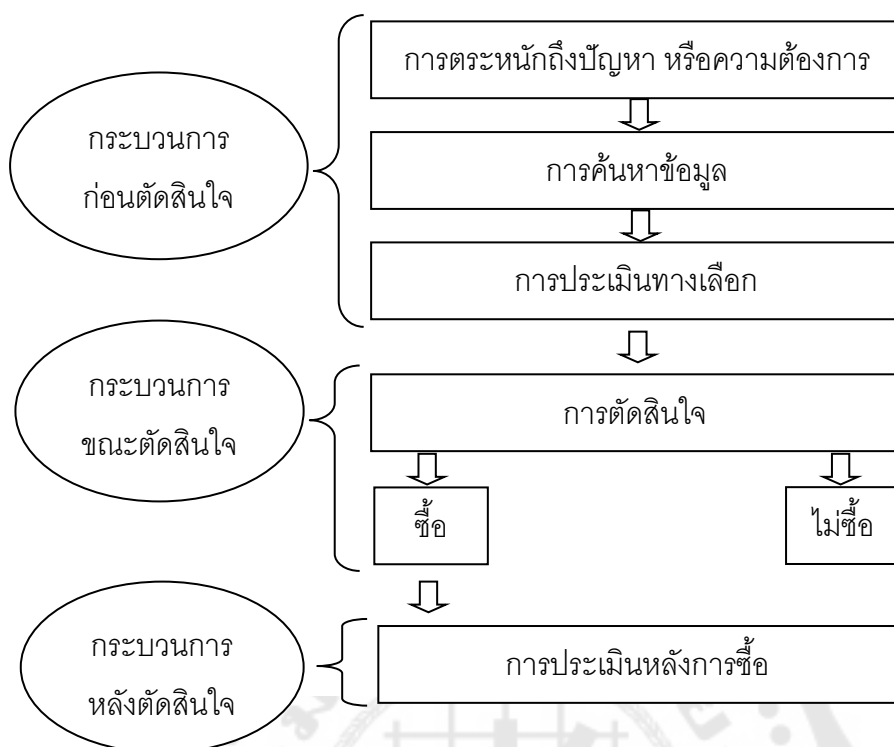 การตระหนักถึงปัญหา หรือความต้องการ
กระบวนการ
ก่อนตัดสินใจ
การค้นหาข้อมูล
การประเมินทางเลือก
กระบวนการ
ขณะตัดสินใจ
การตัดสินใจ
ซื้อ
ไม่ซื้อ
กระบวนการ
หลังตัดสินใจ
การประเมินหลังการซื้อ